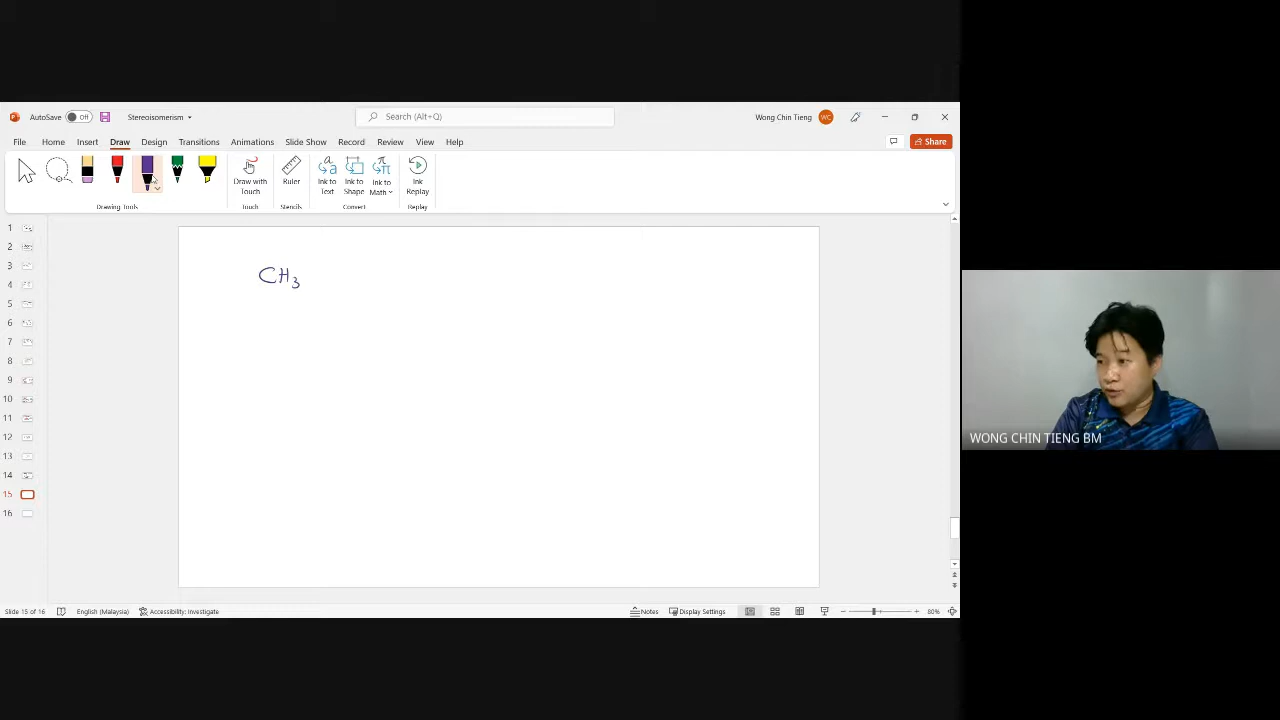 AutoSave Off Stereoisomerism Search (Alt+Q) Wong Chin Tieng WC
File Home Insert Draw Design Transitions Animations Slide Show Record Review View Help Share
Draw with Touch Ruler Ink to Text Ink to Shape Ink to Math Ink Replay
Drawing Tools Touch Stencils Convert Replay
1
2
3
4
5
6
7
8
9
10
11
12
13
14
15
16
CH₃
WONG CHIN TIENG BM
Slide 15 of 16 English (Malaysia) Accessibility: Investigate Notes Display Settings 80%